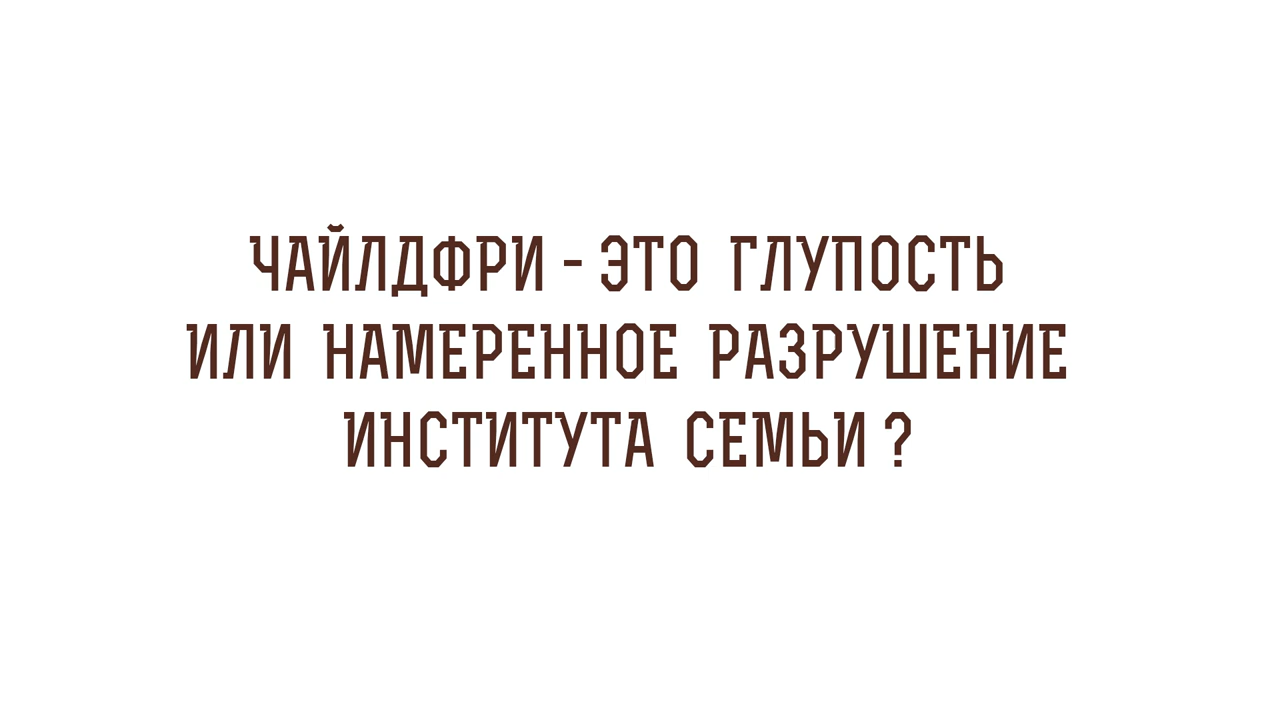 ЧАЙЛДФРИ - ЭТО ГЛУПОСТЬ
ИЛИ НАМЕРЕННОЕ РАЗРУШЕНИЕ
ИНСТИТУТА СЕМЬИ ?